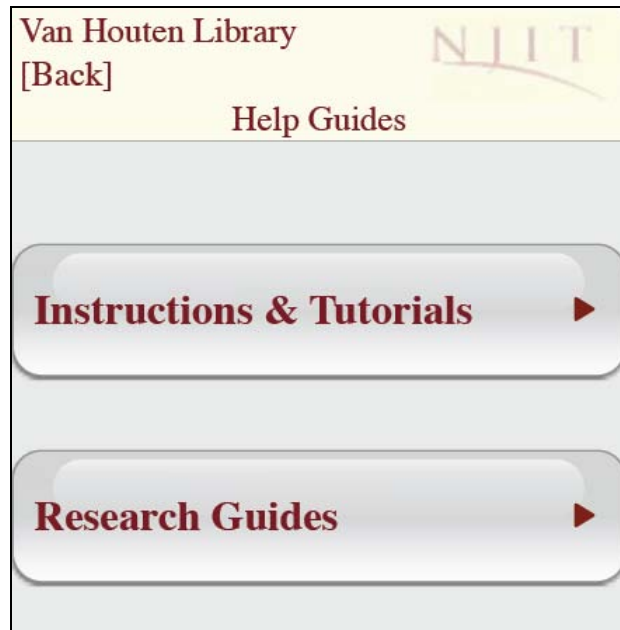 Van Houten Library
NJIT
[Back]
Help Guides
Instructions & Tutorials
Research Guides